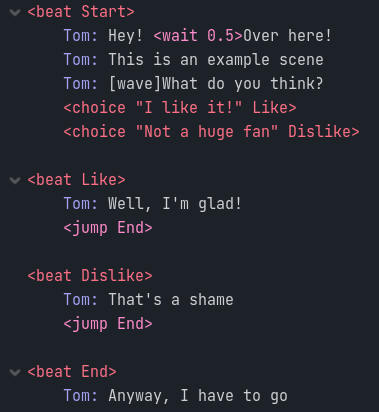 <beat Start>
Tom: Hey! <wait 0.5>Over here!
Tom: This is an example scene
Tom: [wave]What do you think?
<choice "I like it!" Like>
<choice "Not a huge fan" Dislike>
<beat Like>
Tom: Well, I'm glad!
<jump End>
<beat Dislike>
Tom: That's a shame
<jump End>
<beat End>
Tom: Anyway, I have to go